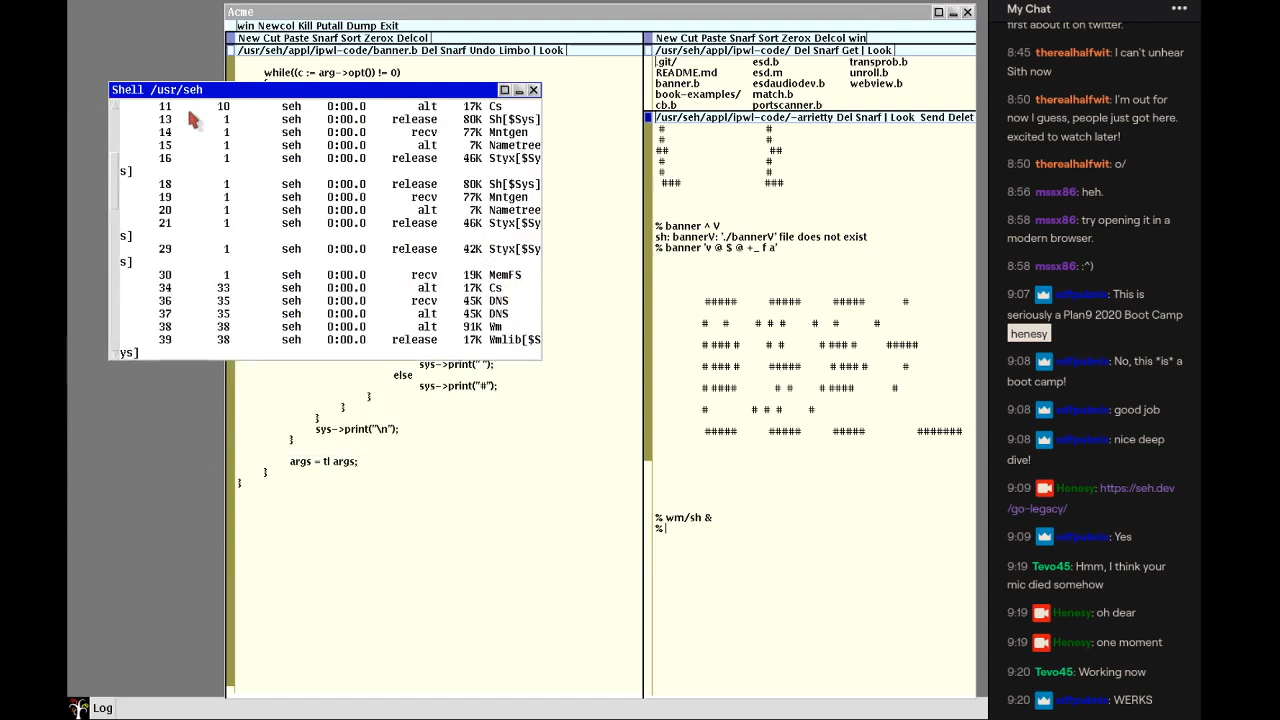 Acme
win Newcol Kill Putall Dump Exit
New Cut Paste Snarf Sort Zerox Delcol
/usr/seh/appl/ipwl-code/banner.b Del Snarf Undo Limbo | Look
while((c := arg->opt()) != 0)
Shell /usr/seh
11 10 seh 0:00.0 alt 17K Cs
13 1 seh 0:00.0 release 80K Sh[$Sys]
14 1 seh 0:00.0 recv 77K Mntgen
15 1 seh 0:00.0 alt 7K Nametree
16 1 seh 0:00.0 release 46K Styx[$Sy
s]
18 1 seh 0:00.0 release 80K Sh[$Sys]
19 1 seh 0:00.0 recv 77K Mntgen
20 1 seh 0:00.0 alt 7K Nametree
21 1 seh 0:00.0 release 46K Styx[$Sy
s]
29 1 seh 0:00.0 release 42K Styx[$Sy
s]
30 1 seh 0:00.0 recv 19K MemFS
34 33 seh 0:00.0 alt 17K Cs
36 35 seh 0:00.0 recv 45K DNS
37 35 seh 0:00.0 alt 45K DNS
38 38 seh 0:00.0 alt 91K Wm
39 38 seh 0:00.0 release 17K Wmlib[$S
ys]
sys->print(" ");
else
sys->print("#");
}
}
}
sys->print("\n");
}
args = tl args;
}
}
New Cut Paste Snarf Sort Zerox Delcol win
/usr/seh/appl/ipwl-code/ Del Snarf Get | Look
.git/ esd.b transprob.b
README.md esd.m unroll.b
banner.b esdaudiodev.b webview.b
book-examples/ match.b
cb.b portscanner.b
/usr/seh/appl/ipwl-code/-arrietty Del Snarf | Look Send Delet
# #
# #
## ##
# #
# #
### ###
% banner ^ V
sh: bannerV: './bannerV' file does not exist
% banner 'v @ $ @ +_ f a'
##### ##### ##### #
# # # # # # # #
# #### # # # #### #####
# #### ##### # #### #
# #### # # # #### #
# # # # #
##### ##### ##### #######
% wm/sh &
%
Log
My Chat
first about it on twitter.
8:45 therealhalfwit: I can't unhear
Sith now
8:50 therealhalfwit: I'm out for
now I guess, people just got here.
excited to watch later!
8:50 therealhalfwit: o/
8:56 mssx86: heh.
8:58 mssx86: try opening it in a
modern browser.
8:58 mssx86: :^)
9:07 sdfpubnix: This is
seriously a Plan9 2020 Boot Camp
henesy
9:08 sdfpubnix: No, this *is* a
boot camp!
9:08 sdfpubnix: good job
9:08 sdfpubnix: nice deep
dive!
9:09 Henesy: https://seh.dev
/go-legacy/
9:09 sdfpubnix: Yes
9:19 Tevo45: Hmm, I think your
mic died somehow
9:19 Henesy: oh dear
9:19 Henesy: one moment
9:20 Tevo45: Working now
9:20 sdfpubnix: WERKS